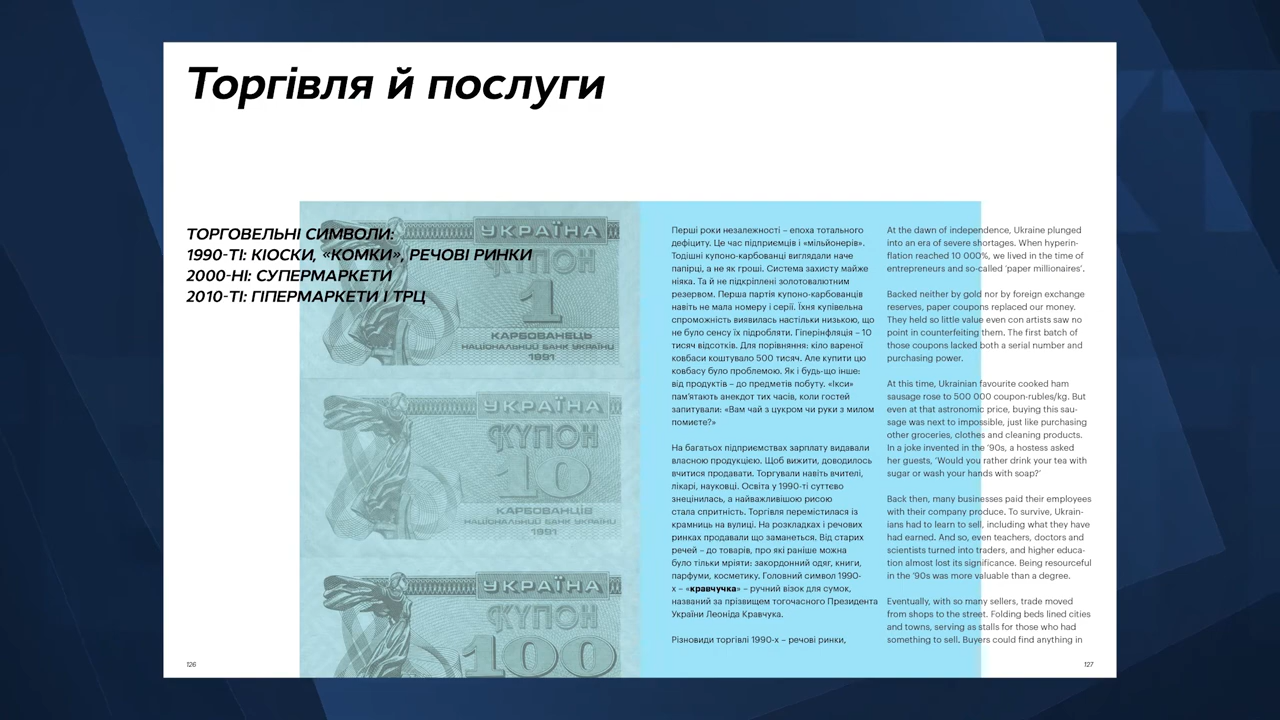 Торгівля й послуги
ТОРГОВЕЛЬНІ СИМВОЛИ:
1990-ТІ: КІОСКИ, «КОМКИ», РЕЧОВІ РИНКИ
2000-НІ: СУПЕРМАРКЕТИ
2010-ТІ: ГІПЕРМАРКЕТИ І ТРЦ
УКРАЇНА
КУПОН
1
КАРБОВАНЕЦЬ
НАЦІОНАЛЬНИЙ БАНК УКРАЇНИ
1991
УКРАЇНА
КУПОН
10
КАРБОВАНЦІВ
НАЦІОНАЛЬНИЙ БАНК УКРАЇНИ
1991
УКРАЇНА
КУПОН
100
Перші роки незалежності – епоха тотального
дефіциту. Це час підприємців і «мільйонерів».
Тодішні купоно-карбованці виглядали наче
папірці, а не як гроші. Система захисту майже
ніяка. Та й не підкріплені золотовалютним
резервом. Перша партія купоно-карбованців
навіть не мала номеру і серії. Їхня купівельна
спроможність виявилась настільки низькою, що
не було сенсу їх підробляти. Гіперінфляція – 10
тисяч відсотків. Для порівняння: кіло вареної
ковбаси коштувало 500 тисяч. Але купити цю
ковбасу було проблемою. Як і будь-що інше:
від продуктів – до предметів побуту. «Ікси»
пам'ятають анекдот тих часів, коли гостей
запитували: «Вам чай з цукром чи руки з милом
помиєте?»
На багатьох підприємствах зарплату видавали
власною продукцією. Щоб вижити, доводилось
вчитися продавати. Торгували навіть вчителі,
лікарі, науковці. Освіта у 1990-ті суттєво
знецінилась, а найважливішою рисою
стала спритність. Торгівля перемістилася із
крамниць на вулиці. На розкладках і речових
ринках продавали що заманеться. Від старих
речей – до товарів, про які раніше можна
було тільки мріяти: закордонний одяг, книги,
парфуми, косметику. Головний символ 1990-
х – «кравчучка» – ручний візок для сумок,
названий за прізвищем тогочасного Президента
України Леоніда Кравчука.
Різновиди торгівлі 1990-х – речові ринки,
At the dawn of independence, Ukraine plunged
into an era of severe shortages. When hyperin-
flation reached 10 000%, we lived in the time of
entrepreneurs and so-called 'paper millionaires'.
Backed neither by gold nor by foreign exchange
reserves, paper coupons replaced our money.
They held so little value even con artists saw no
point in counterfeiting them. The first batch of
those coupons lacked both a serial number and
purchasing power.
At this time, Ukrainian favourite cooked ham
sausage rose to 500 000 coupon-rubles/kg. But
even at that astronomic price, buying this sau-
sage was next to impossible, just like purchasing
other groceries, clothes and cleaning products.
In a joke invented in the '90s, a hostess asked
her guests, 'Would you rather drink your tea with
sugar or wash your hands with soap?'
Back then, many businesses paid their employees
with their company produce. To survive, Ukrain-
ians had to learn to sell, including what they have
had earned. And so, even teachers, doctors and
scientists turned into traders, and higher educa-
tion almost lost its significance. Being resourceful
in the '90s was more valuable than a degree.
Eventually, with so many sellers, trade moved
from shops to the street. Folding beds lined cities
and towns, serving as stalls for those who had
something to sell. Buyers could find anything in
126
127